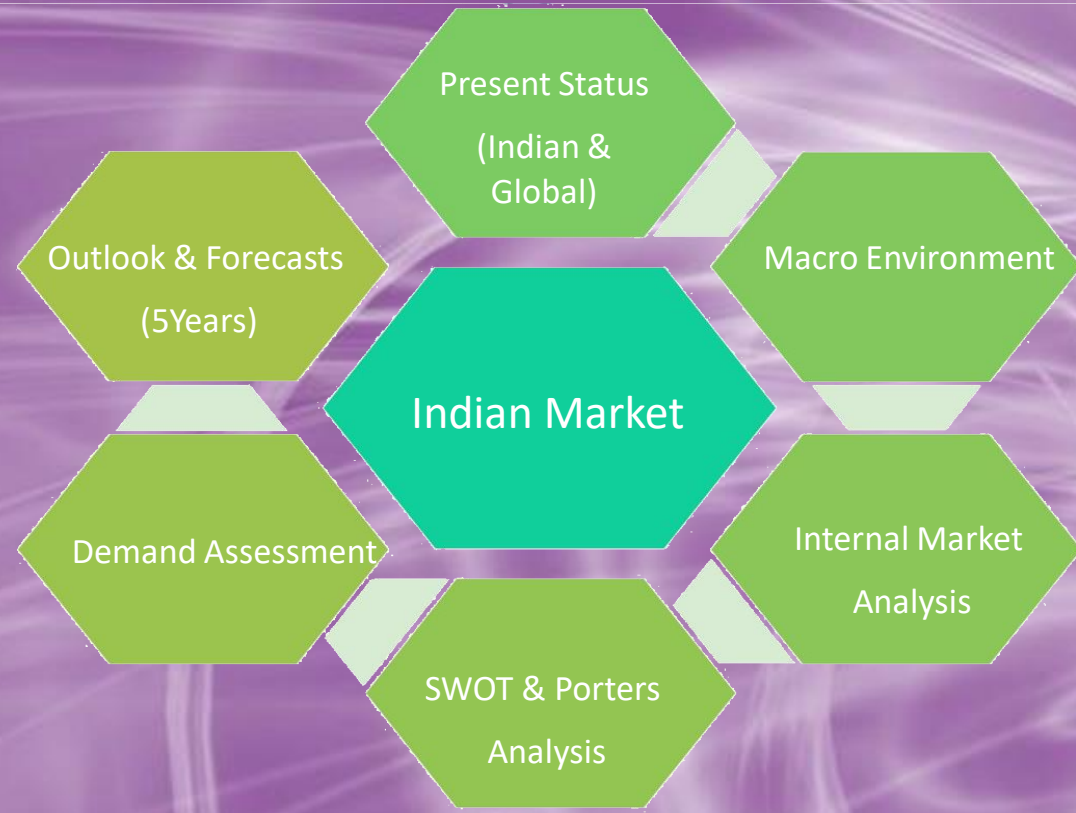 Present Status
(Indian &
Global)
Macro Environment
Internal Market
Analysis
SWOT & Porters
Analysis
Demand Assessment
Outlook & Forecasts
(5Years)
Indian Market